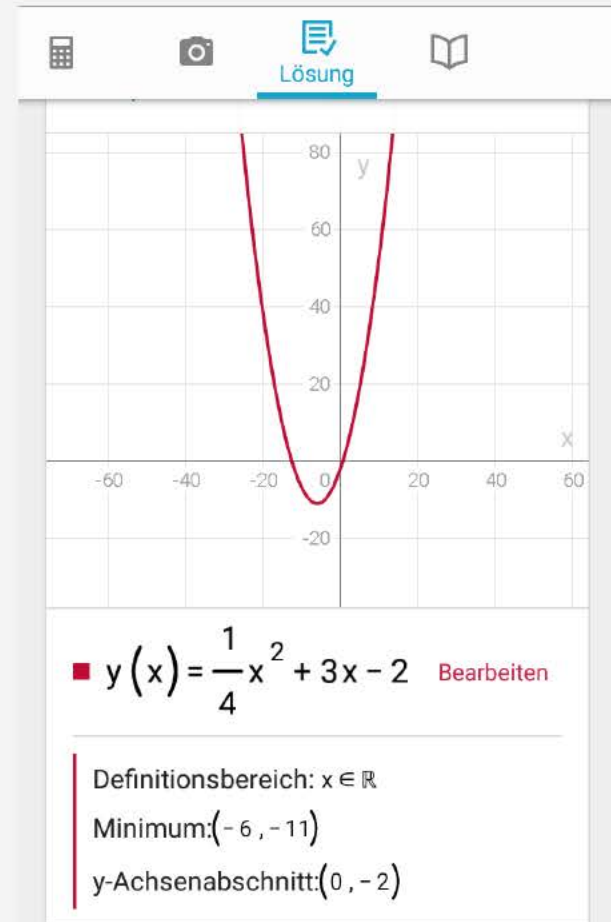 Lösung
80
y
60
40
20
x
-60 -40 -20 0 20 40 60
-20
y(x) = 1/4 x² + 3x - 2 Bearbeiten
Definitionsbereich: x ∈ ℝ
Minimum:(-6 , -11)
y-Achsenabschnitt:(0 , -2)